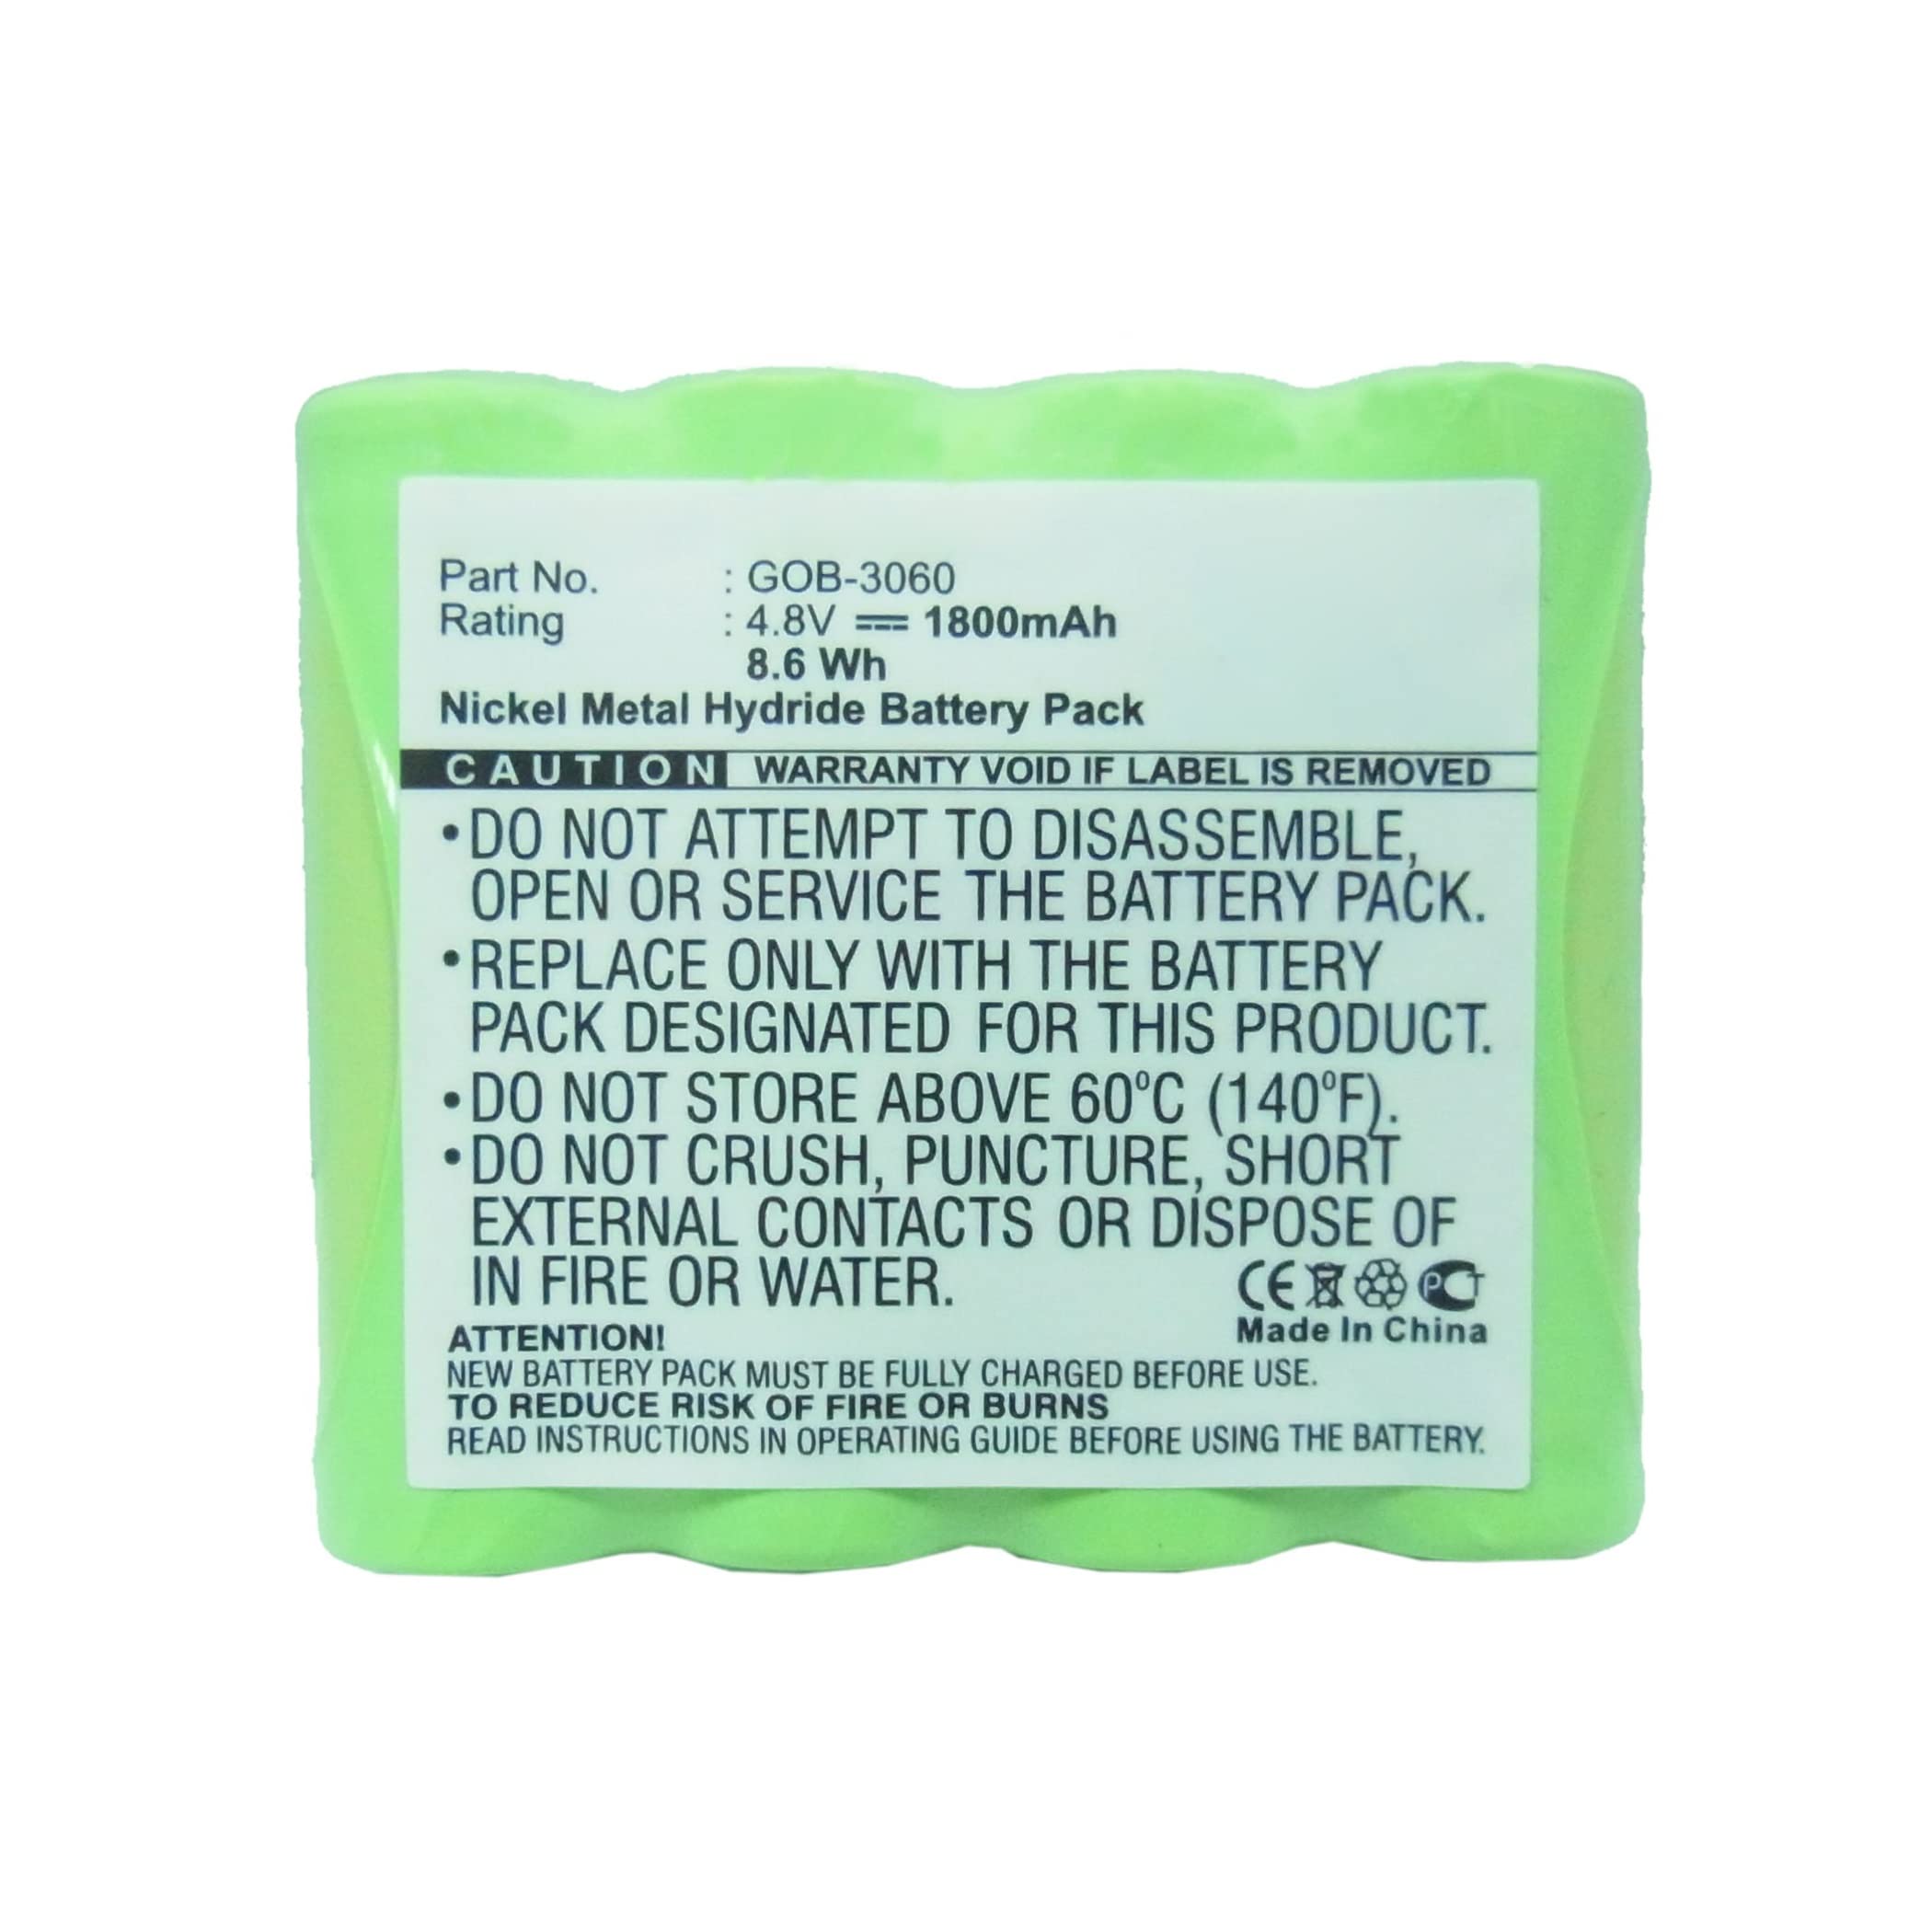 Part No. : GOB-3060
Rating : 4.8V ⎓ 1800mAh
8.6 Wh
Nickel Metal Hydride Battery Pack
CAUTION WARRANTY VOID IF LABEL IS REMOVED
•DO NOT ATTEMPT TO DISASSEMBLE,
OPEN OR SERVICE THE BATTERY PACK.
•REPLACE ONLY WITH THE BATTERY
PACK DESIGNATED FOR THIS PRODUCT.
•DO NOT STORE ABOVE 60ºC (140ºF).
•DO NOT CRUSH, PUNCTURE, SHORT
EXTERNAL CONTACTS OR DISPOSE OF
IN FIRE OR WATER.
CE PCT
Made In China
ATTENTION!
NEW BATTERY PACK MUST BE FULLY CHARGED BEFORE USE.
TO REDUCE RISK OF FIRE OR BURNS
READ INSTRUCTIONS IN OPERATING GUIDE BEFORE USING THE BATTERY.